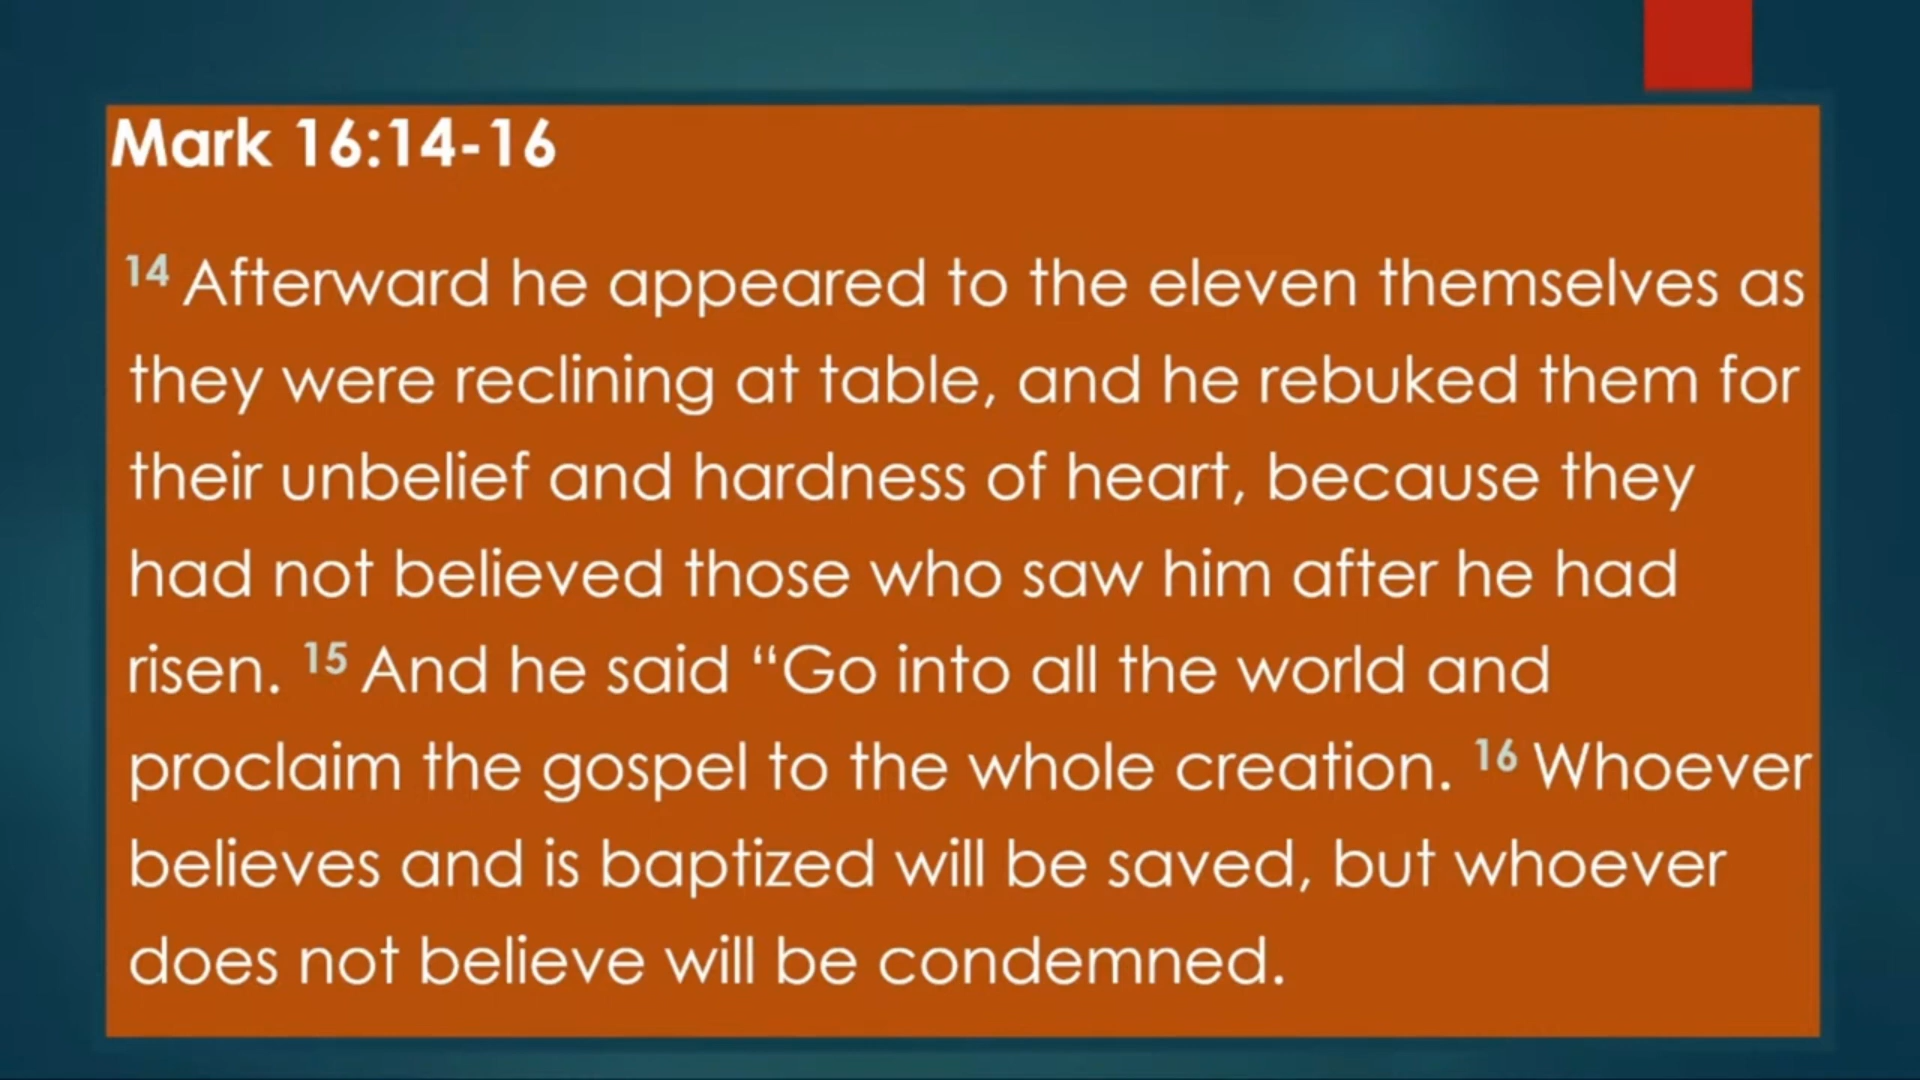 Mark 16:14-16
14 Afterward he appeared to the eleven themselves as
they were reclining at table, and he rebuked them for
their unbelief and hardness of heart, because they
had not believed those who saw him after he had
risen. 15 And he said “Go into all the world and
proclaim the gospel to the whole creation. 16 Whoever
believes and is baptized will be saved, but whoever
does not believe will be condemned.